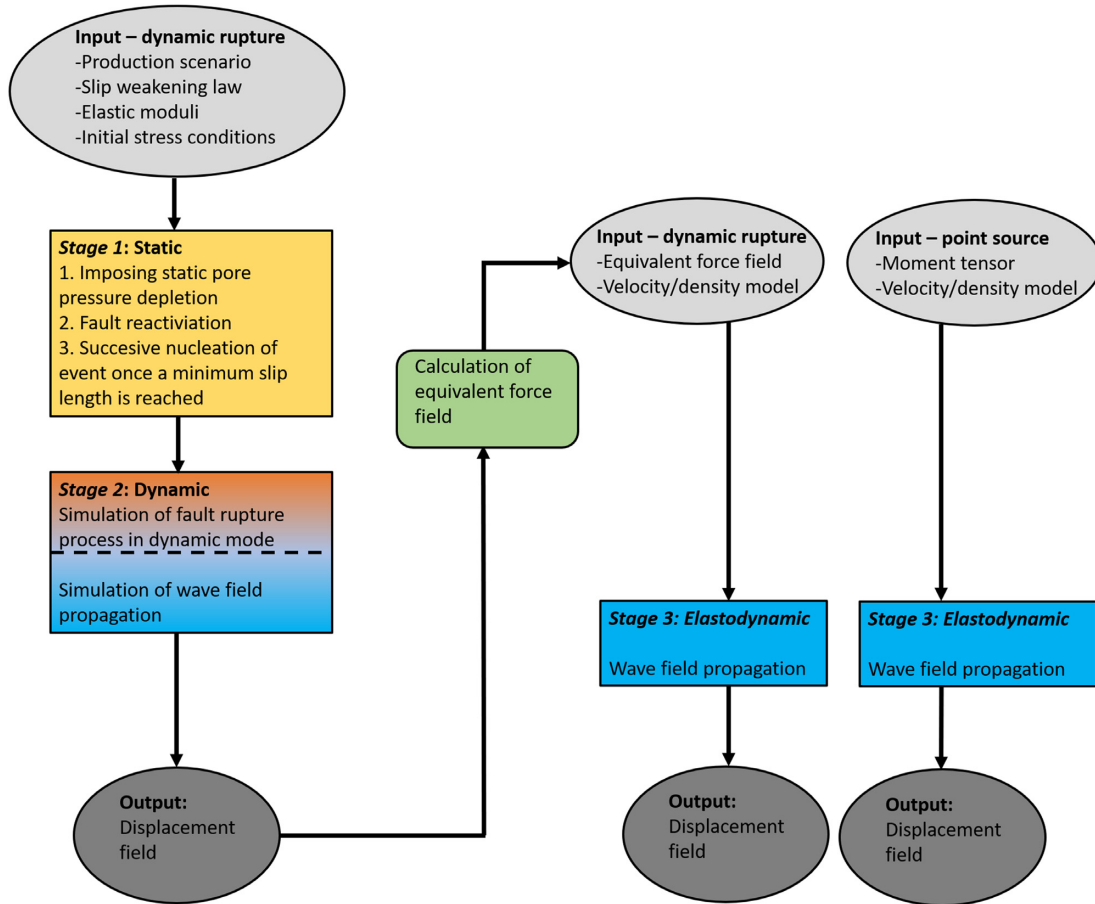 Input – dynamic rupture
-Production scenario
-Slip weakening law
-Elastic moduli
-Initial stress conditions
Stage 1: Static
1. Imposing static pore
pressure depletion
2. Fault reactiviation
3. Succesive nucleation of
event once a minimum slip
length is reached
Stage 2: Dynamic
Simulation of fault rupture
process in dynamic mode
Simulation of wave field
propagation
Output:
Displacement
field
Calculation of
equivalent force
field
Input – dynamic rupture
-Equivalent force field
-Velocity/density model
Stage 3: Elastodynamic
Wave field propagation
Output:
Displacement
field
Input – point source
-Moment tensor
-Velocity/density model
Stage 3: Elastodynamic
Wave field propagation
Output:
Displacement
field